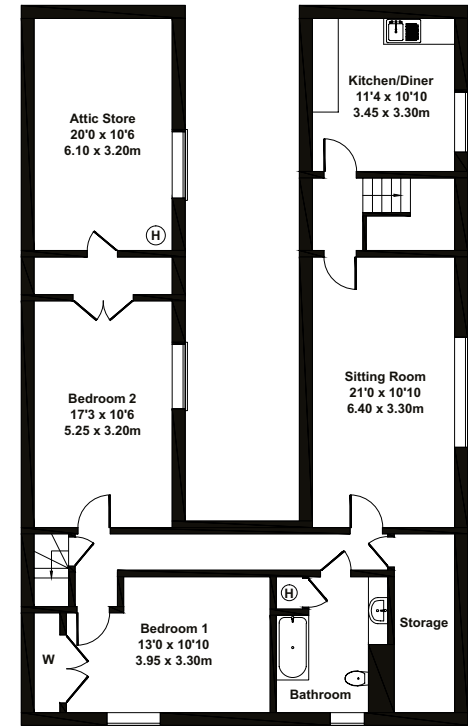 Kitchen/Diner
11'4 x 10'10
3.45 x 3.30m
Attic Store
20'0 x 10'6
6.10 x 3.20m
H
Sitting Room
21'0 x 10'10
6.40 x 3.30m
Bedroom 2
17'3 x 10'6
5.25 x 3.20m
H
Storage
Bedroom 1
13'0 x 10'10
3.95 x 3.30m
W
Bathroom